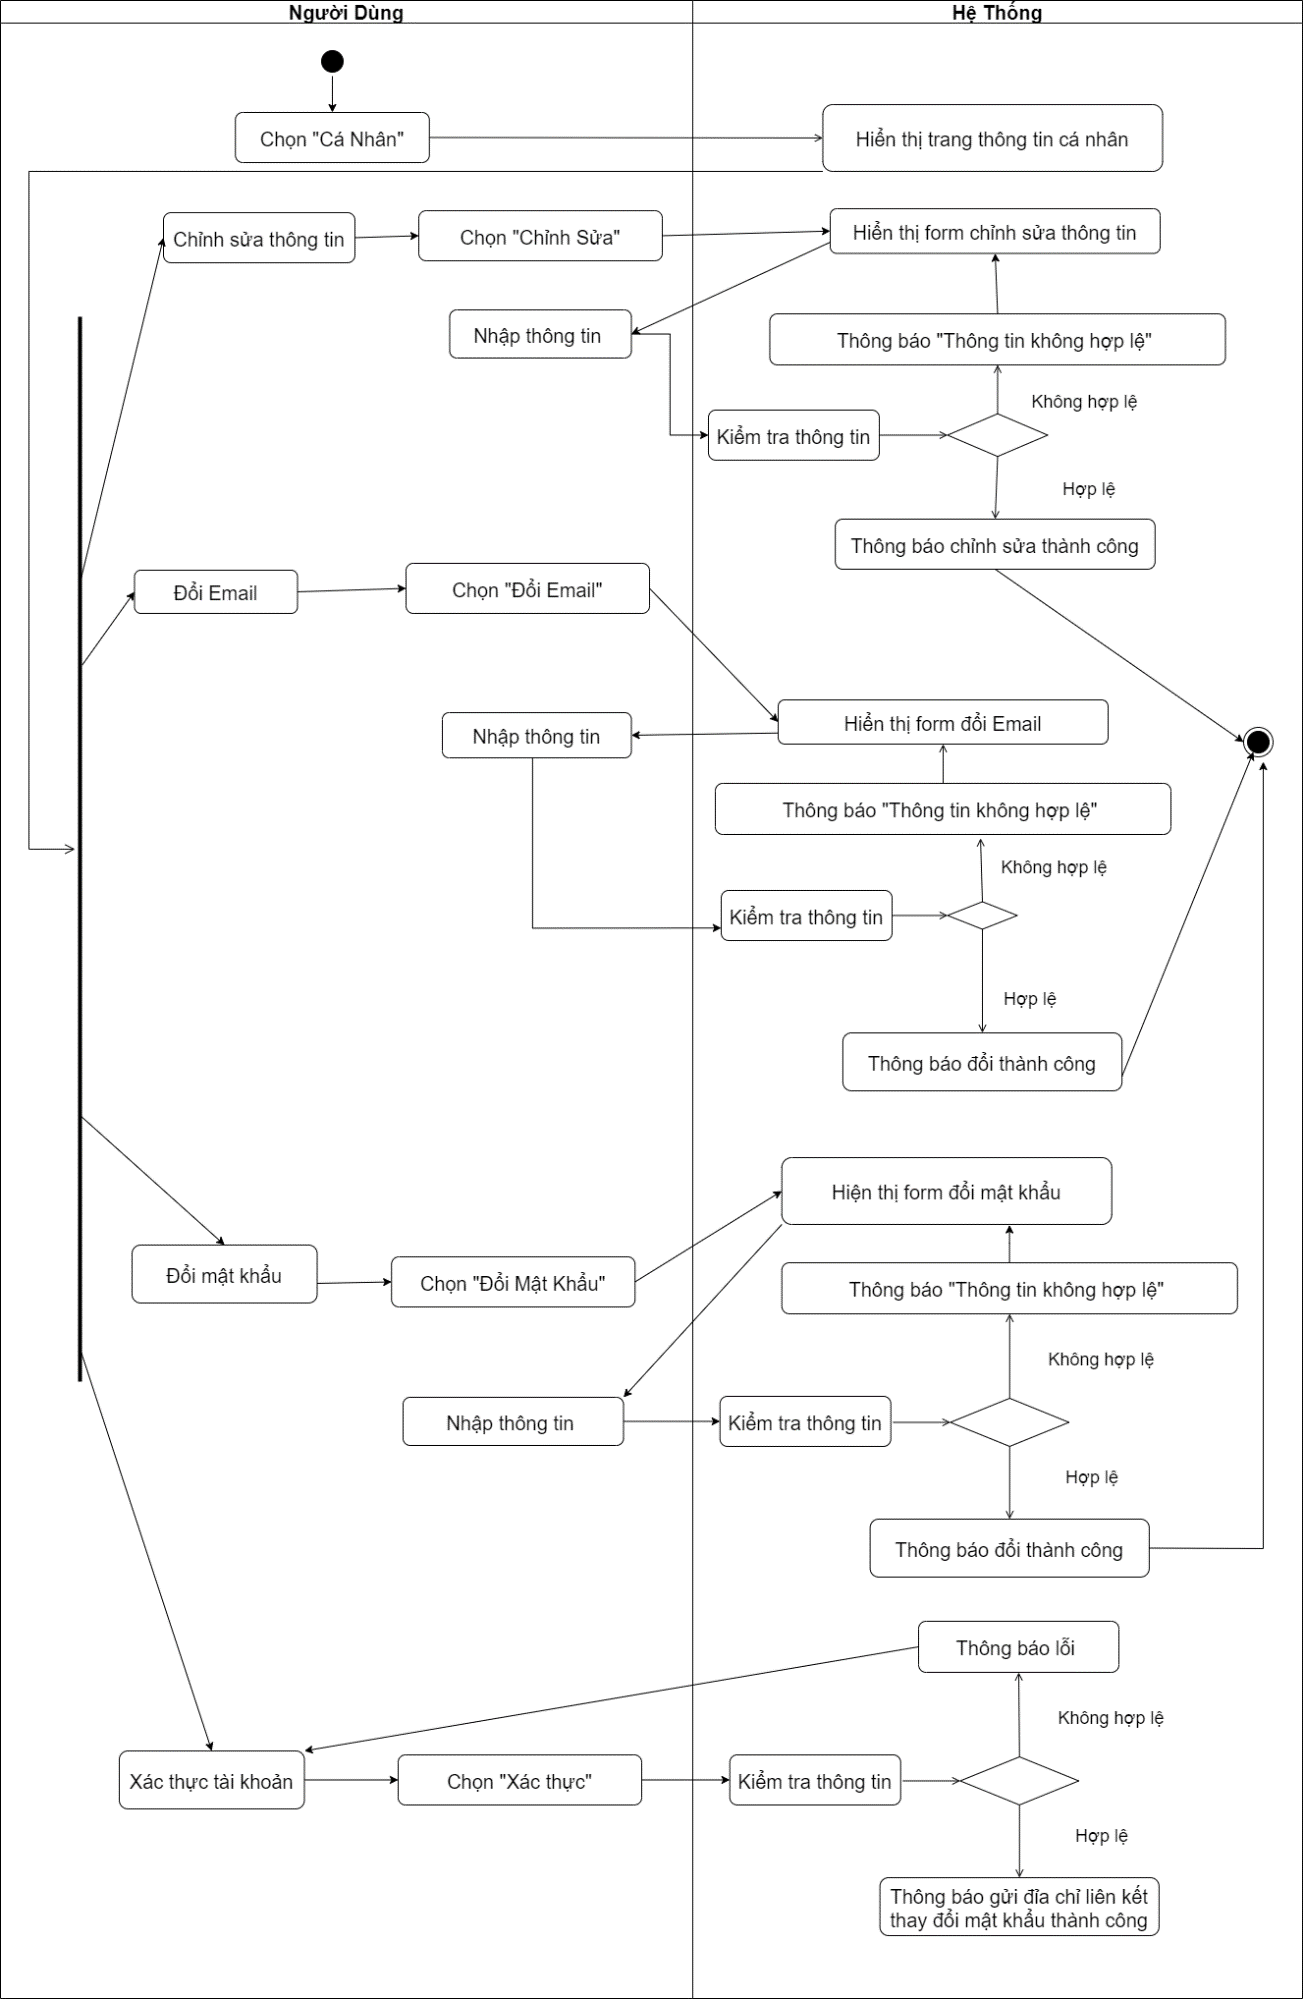 Người Dùng
Hệ Thống
Chọn "Cá Nhân"
Hiển thị trang thông tin cá nhân
Chỉnh sửa thông tin
Chọn "Chỉnh Sửa"
Hiển thị form chỉnh sửa thông tin
Nhập thông tin
Thông báo "Thông tin không hợp lệ"
Không hợp lệ
Kiểm tra thông tin
Hợp lệ
Thông báo chỉnh sửa thành công
Đổi Email
Chọn "Đổi Email"
Hiển thị form đổi Email
Nhập thông tin
Thông báo "Thông tin không hợp lệ"
Không hợp lệ
Kiểm tra thông tin
Hợp lệ
Thông báo đổi thành công
Hiện thị form đổi mật khẩu
Đổi mật khẩu
Chọn "Đổi Mật Khẩu"
Thông báo "Thông tin không hợp lệ"
Không hợp lệ
Nhập thông tin
Kiểm tra thông tin
Hợp lệ
Thông báo đổi thành công
Thông báo lỗi
Không hợp lệ
Xác thực tài khoản
Chọn "Xác thực"
Kiểm tra thông tin
Hợp lệ
Thông báo gửi đĩa chỉ liên kết
thay đổi mật khẩu thành công